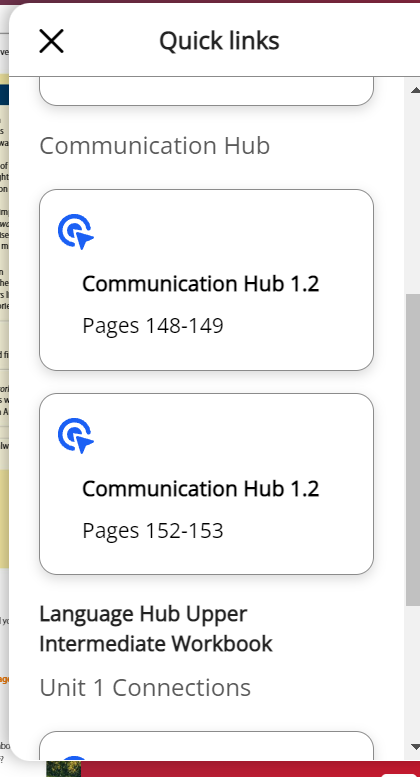 Quick links
Communication Hub
Communication Hub 1.2
Pages 148-149
Communication Hub 1.2
Pages 152-153
Language Hub Upper
Intermediate Workbook
Unit 1 Connections